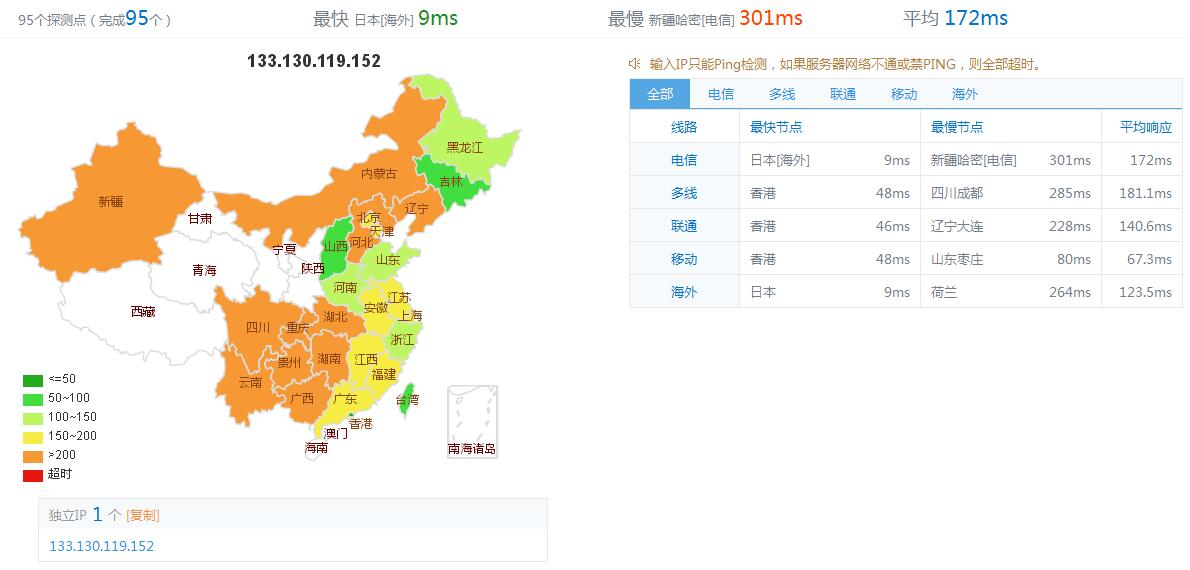 95个探测点（完成95个）
最快 日本[海外] 9ms
最慢 新疆哈密[电信] 301ms
平均 172ms
133.130.119.152
黑龙江
吉林
内蒙古
辽宁
新疆
北京
甘肃
天津
河北
山西
宁夏
山东
陕西
青海
河南
江苏
安徽
西藏
上海
湖北
四川
重庆
浙江
湖南
江西
贵州
福建
云南
广西
广东
台湾
香港
澳门
海南
南海诸岛
<=50
50~100
100~150
150~200
>200
超时
独立IP 1 个 [复制]
133.130.119.152
输入IP只能Ping检测，如果服务器网络不通或禁PING，则全部超时。
全部 电信 多线 联通 移动 海外
线路 最快节点 最慢节点 平均响应
电信 日本[海外] 9ms 新疆哈密[电信] 301ms 172ms
多线 香港 48ms 四川成都 285ms 181.1ms
联通 香港 46ms 辽宁大连 228ms 140.6ms
移动 香港 48ms 山东枣庄 80ms 67.3ms
海外 日本 9ms 荷兰 264ms 123.5ms